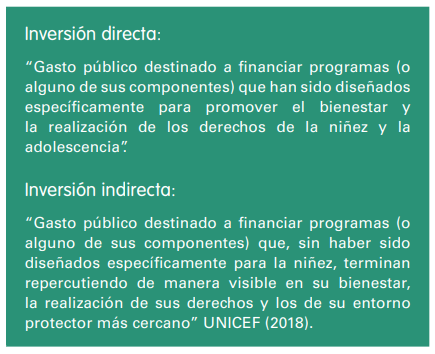 Inversión directa:
“Gasto público destinado a financiar programas (o
alguno de sus componentes) que han sido diseñados
específicamente para promover el bienestar y
la realización de los derechos de la niñez y la
adolescencia”.
Inversión indirecta:
“Gasto público destinado a financiar programas (o
alguno de sus componentes) que, sin haber sido
diseñados específicamente para la niñez, terminan
repercutiendo de manera visible en su bienestar,
la realización de sus derechos y los de su entorno
protector más cercano” UNICEF (2018).